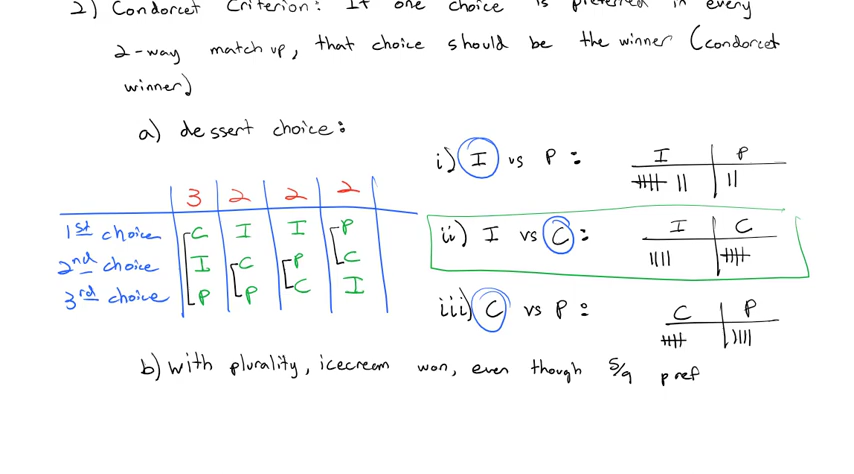 2) Condorcet Criterion: If one choice is preferred in every
2-way match up, that choice should be the winner (condorcet
winner)
a) dessert choice:
3 2 2 2
1st choice C I I P
2nd choice I C P C
3rd choice P P C I
i) I vs P: I P
ii) I vs C: I C
iii) C vs P: C P
b) with plurality, icecream won, even though 5/9 pref